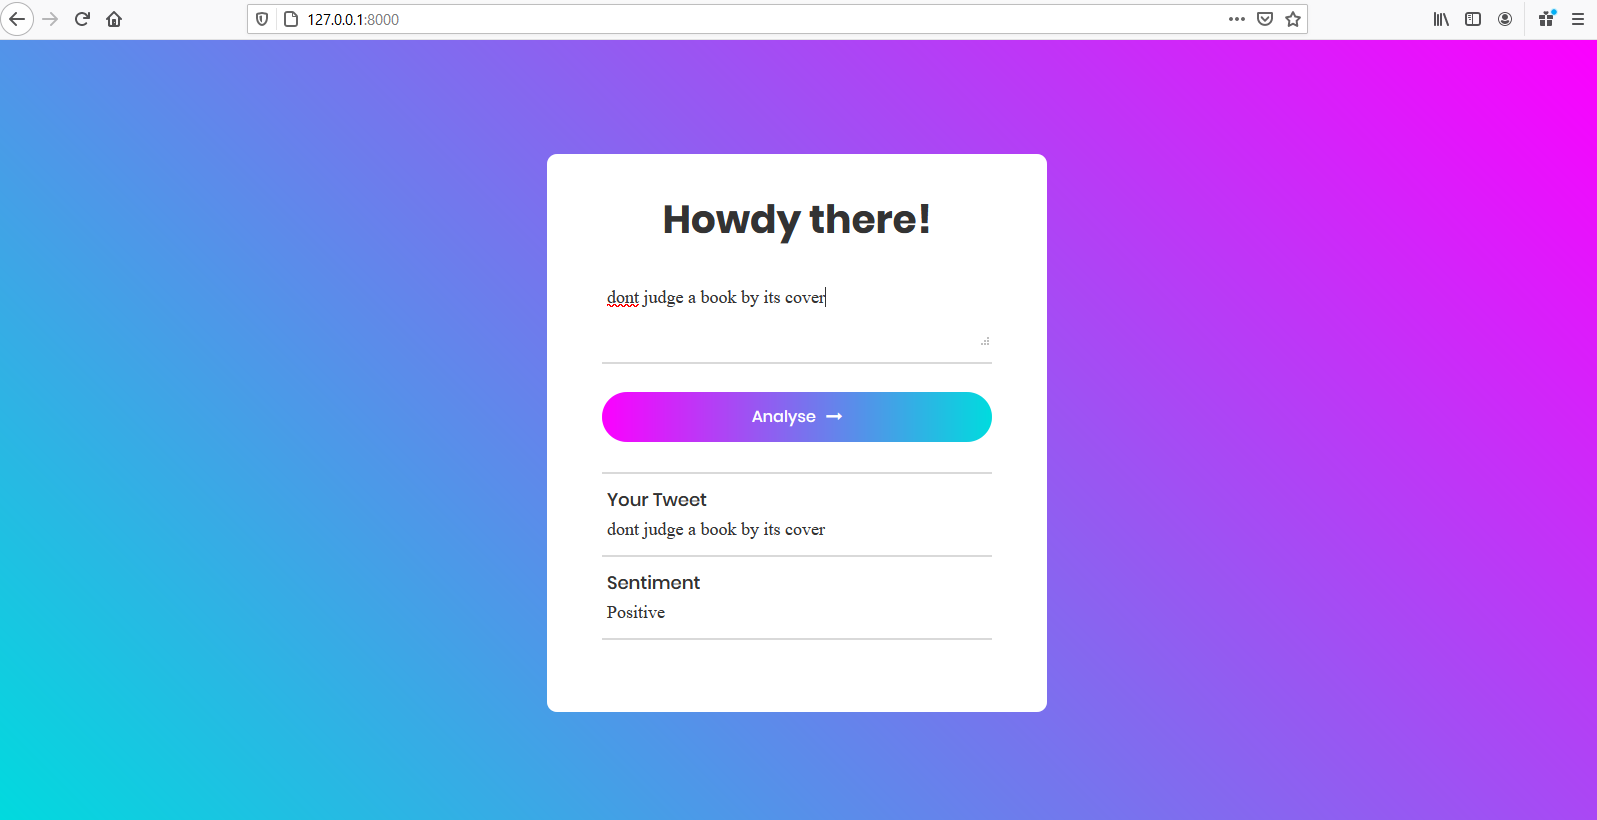 127.0.0.1:8000
Howdy there!
dont judge a book by its cover
Analyse
Your Tweet
dont judge a book by its cover
Sentiment
Positive